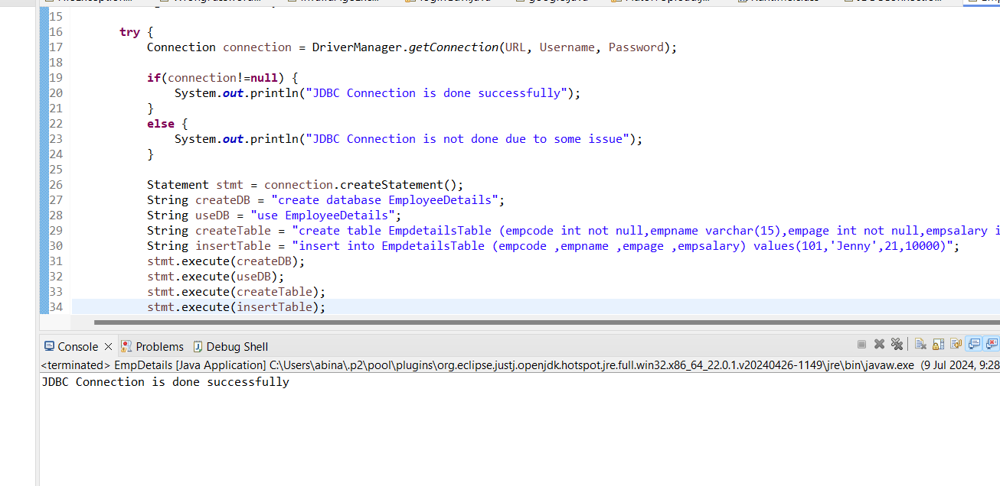 15
16 try {
17 Connection connection = DriverManager.getConnection(URL, Username, Password);
18
19 if(connection!=null) {
20 System.out.println("JDBC Connection is done successfully");
21 }
22 else {
23 System.out.println("JDBC Connection is not done due to some issue");
24 }
25
26 Statement stmt = connection.createStatement();
27 String createDB = "create database EmployeeDetails";
28 String useDB = "use EmployeeDetails";
29 String createTable = "create table EmpdetailsTable (empcode int not null,empname varchar(15),empage int not null,empsalary i
30 String insertTable = "insert into EmpdetailsTable (empcode ,empname ,empage ,empsalary) values(101,'Jenny',21,10000)";
31 stmt.execute(createDB);
32 stmt.execute(useDB);
33 stmt.execute(createTable);
34 stmt.execute(insertTable);
Console Problems Debug Shell
<terminated> EmpDetails [Java Application] C:\Users\abina\.p2\pool\plugins\org.eclipse.justj.openjdk.hotspot.jre.full.win32.x86_64_22.0.1.v20240426-1149\jre\bin\javaw.exe (9 Jul 2024, 9:28
JDBC Connection is done successfully